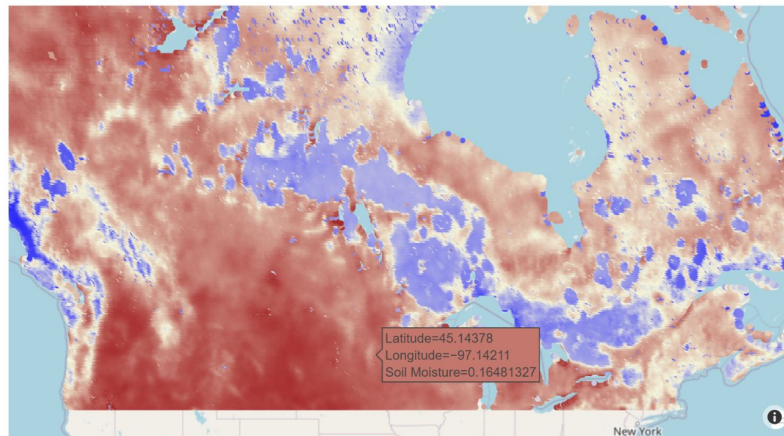 Latitude=45.14378
Longitude=−97.14211
Soil Moisture=0.16481327
New York